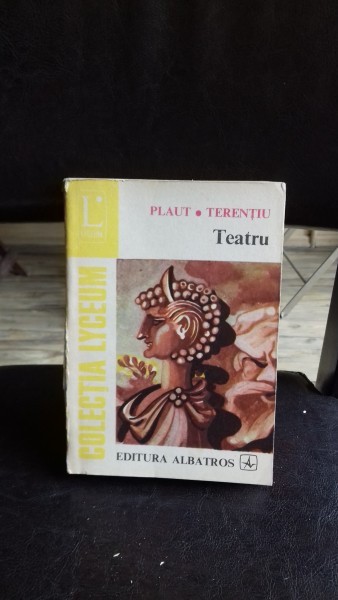 L
PLAUT • TERENȚIU
Teatru
COLECȚIA LYCEUM
EDITURA ALBATROS